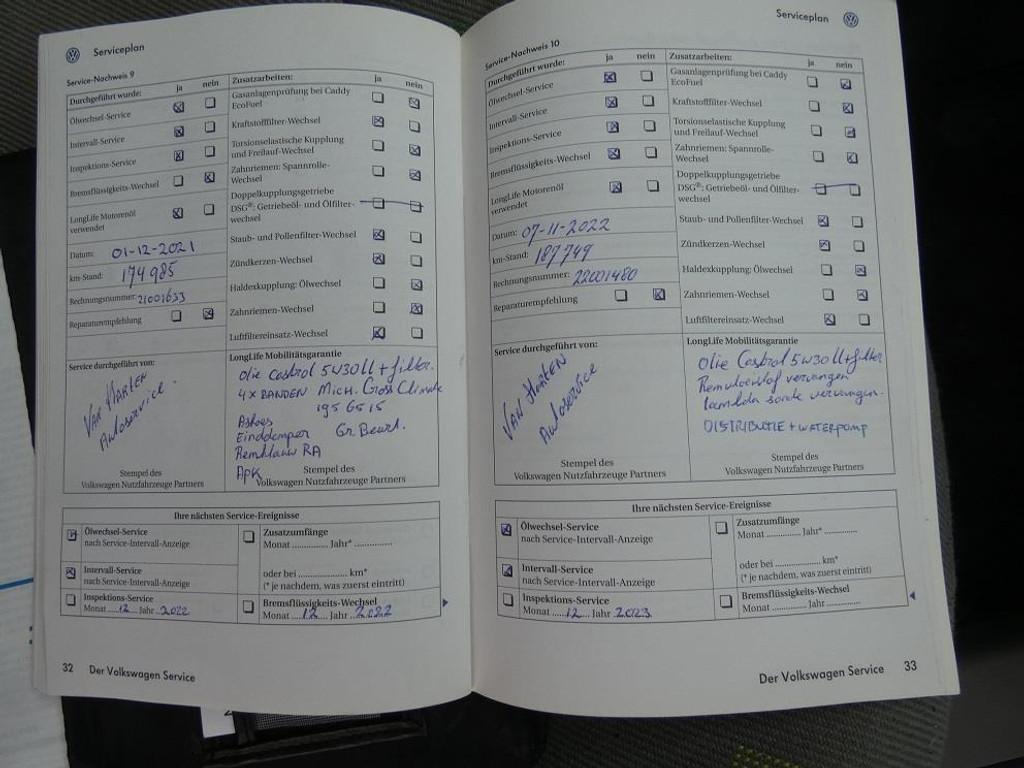 Serviceplan
Service-Nachweis 9
Durchgeführt wurde: ja nein
Ölwechsel-Service
Intervall-Service
Inspektions-Service
Bremsflüssigkeits-Wechsel
LongLife Motorenöl
verwendet
Datum: 01-12-2021
km-Stand: 174985
Rechnungsnummer: 21001633
Reparaturempfehlung
Zusatzarbeiten: ja nein
Gasanlagenprüfung bei Caddy
EcoFuel
Kraftstofffilter-Wechsel
Torsionselastische Kupplung
und Freilauf-Wechsel
Zahnriemen: Spannrolle-
Wechsel
Doppelkupplungsgetriebe
DSG®: Getriebeöl- und Ölfilter-
wechsel
Staub- und Pollenfilter-Wechsel
Zündkerzen-Wechsel
Haldexkupplung: Ölwechsel
Zahnriemen-Wechsel
Luftfiltereinsatz-Wechsel
Service durchgeführt von:
Van Harten
Autoservice
Stempel des
Volkswagen Nutzfahrzeuge Partners
LongLife Mobilitätsgarantie
Olie Castrol 5W30 LL + filter.
4x BANDEN Mich. Cross Climate
195 65 15
Einddemper Gr. Beurt.
Remklauw RA
APK
Stempel des
Volkswagen Nutzfahrzeuge Partners
Ihre nächsten Service-Ereignisse
Ölwechsel-Service
nach Service-Intervall-Anzeige
Intervall-Service
nach Service-Intervall-Anzeige
Inspektions-Service
Monat 12 Jahr 2022
Zusatzumfänge
Monat ............. Jahr* .............
oder bei .................. km*
(* je nachdem, was zuerst eintritt)
Bremsflüssigkeits-Wechsel
Monat 12 Jahr 2022
32 Der Volkswagen Service
Serviceplan
Service-Nachweis 10
Durchgeführt wurde: ja nein
Ölwechsel-Service
Intervall-Service
Inspektions-Service
Bremsflüssigkeits-Wechsel
LongLife Motorenöl
verwendet
Datum: 07-11-2022
km-Stand: 187749
Rechnungsnummer: 22001480
Reparaturempfehlung
Zusatzarbeiten: ja nein
Gasanlagenprüfung bei Caddy
EcoFuel
Kraftstofffilter-Wechsel
Torsionselastische Kupplung
und Freilauf-Wechsel
Zahnriemen: Spannrolle-
Wechsel
Doppelkupplungsgetriebe
DSG®: Getriebeöl- und Ölfilter-
wechsel
Staub- und Pollenfilter-Wechsel
Zündkerzen-Wechsel
Haldexkupplung: Ölwechsel
Zahnriemen-Wechsel
Luftfiltereinsatz-Wechsel
Service durchgeführt von:
Van Harten
Autoservice
Stempel des
Volkswagen Nutzfahrzeuge Partners
LongLife Mobilitätsgarantie
Olie Castrol 5W30 LL + filter
Remvloeistof vervangen
lambda sonde vervangen.
DISTRIBUTIE + WATERPOMP
Stempel des
Volkswagen Nutzfahrzeuge Partners
Ihre nächsten Service-Ereignisse
Ölwechsel-Service
nach Service-Intervall-Anzeige
Intervall-Service
nach Service-Intervall-Anzeige
Inspektions-Service
Monat 12 Jahr 2023
Zusatzumfänge
Monat ............. Jahr* .............
oder bei .................. km*
(* je nachdem, was zuerst eintritt)
Bremsflüssigkeits-Wechsel
Monat ............. Jahr .............
Der Volkswagen Service 33